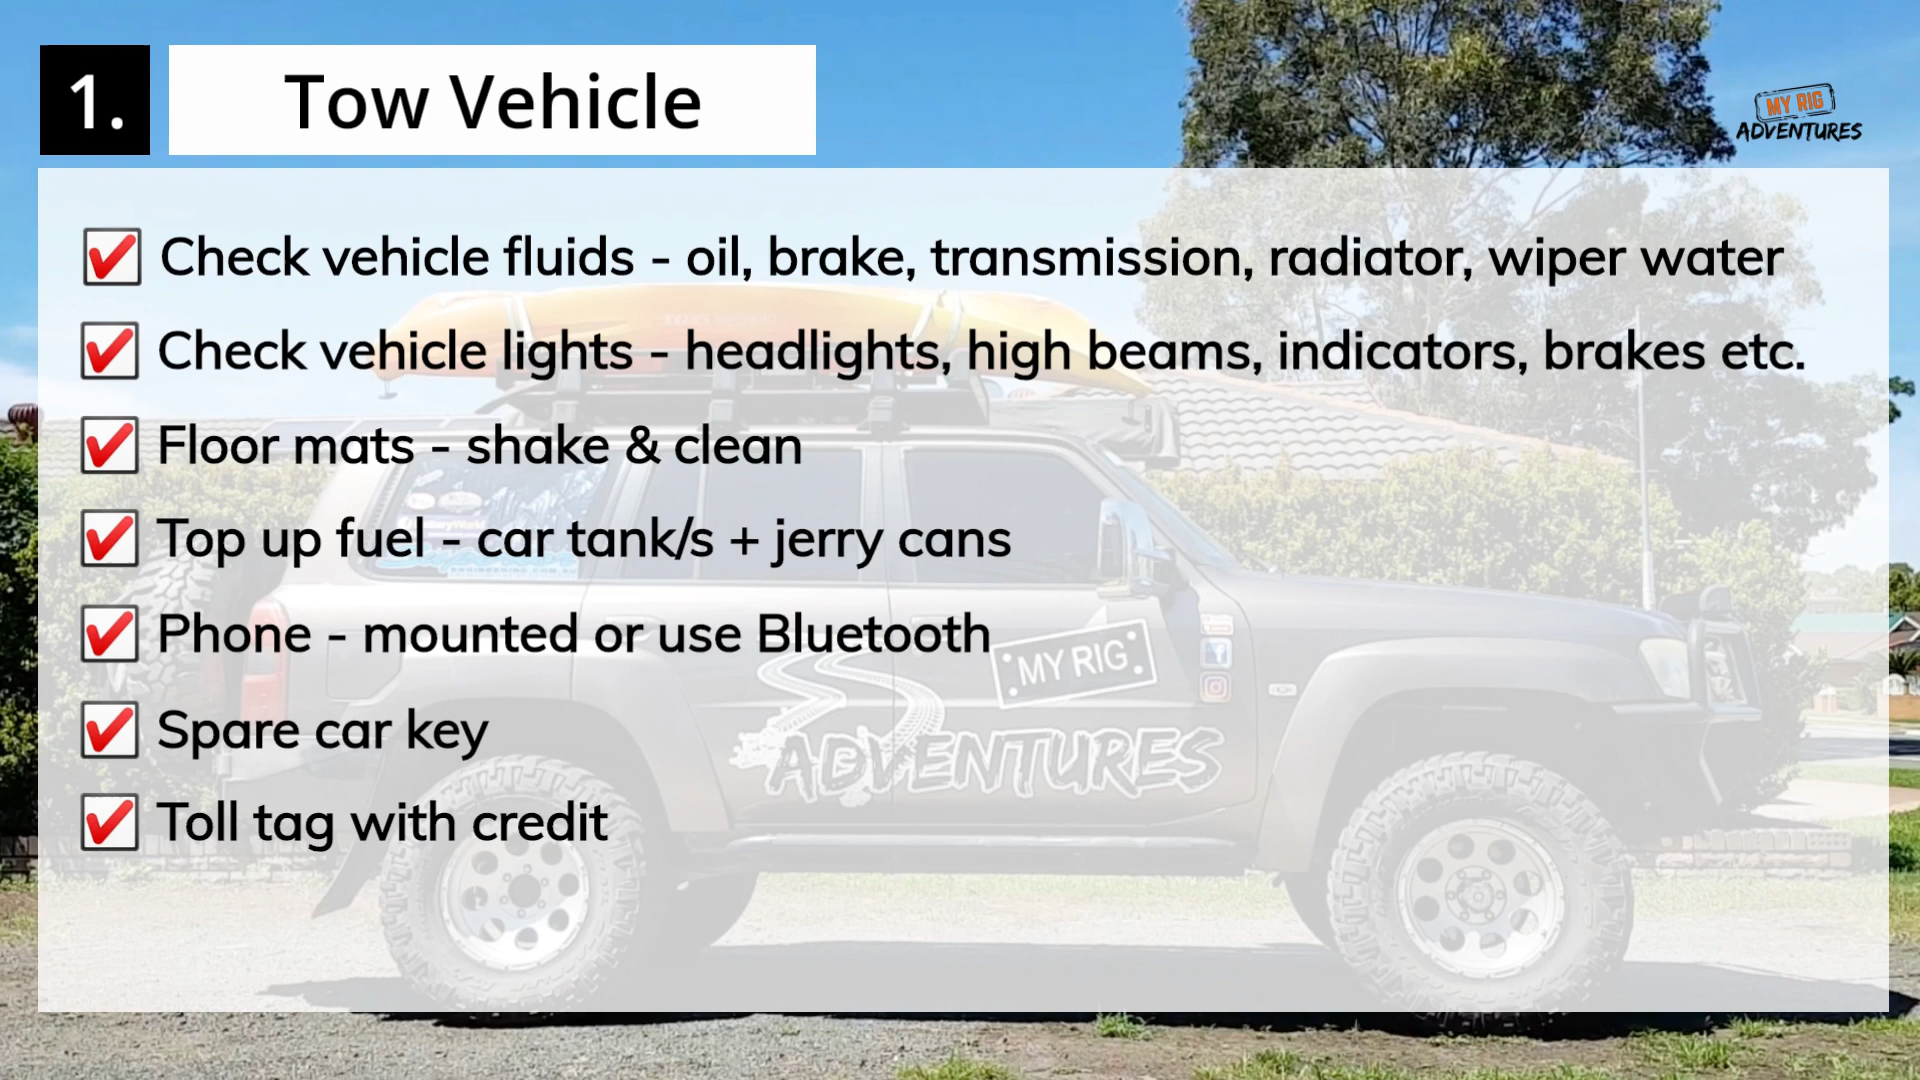 1. Tow Vehicle
MY RIG
ADVENTURES
Check vehicle fluids - oil, brake, transmission, radiator, wiper water
Check vehicle lights - headlights, high beams, indicators, brakes etc.
Floor mats - shake & clean
Top up fuel - car tank/s + jerry cans
Phone - mounted or use Bluetooth
Spare car key
Toll tag with credit
MY RIG
ADVENTURES